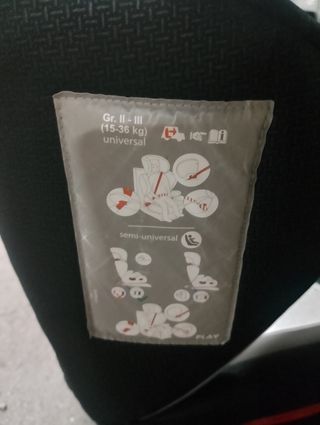 Gr. II - III
(15-36 kg)
universal
semi-universal
PLAY